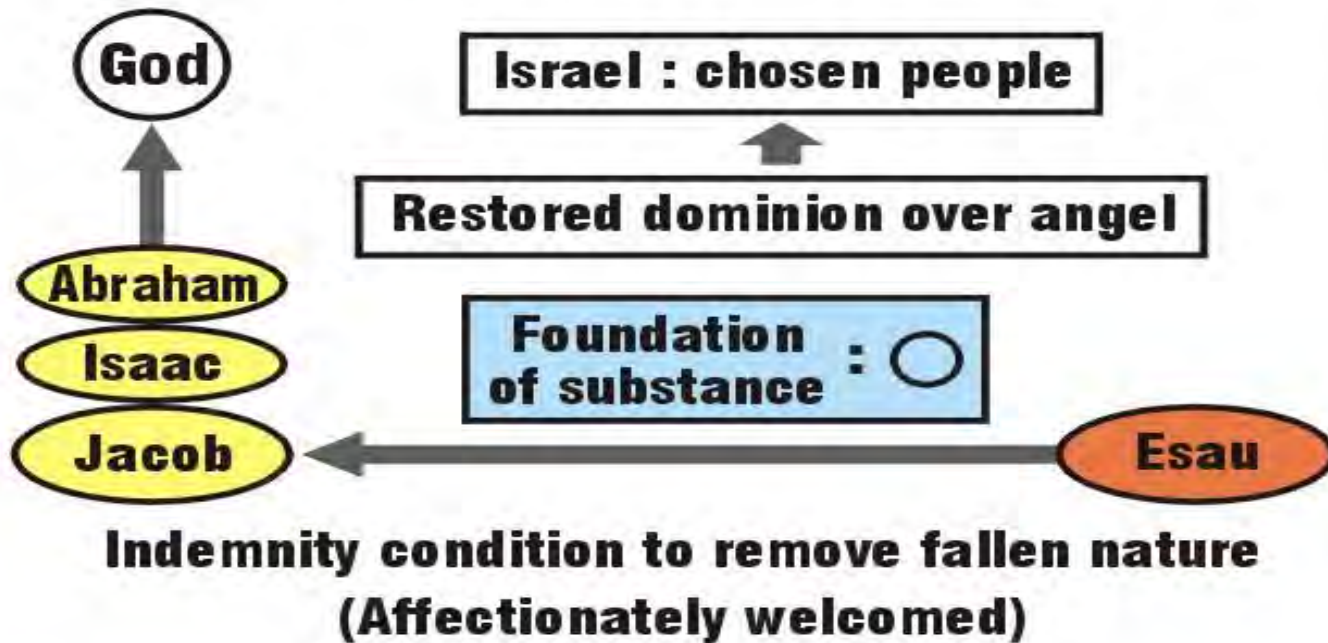 God
Israel : chosen people
Restored dominion over angel
Abraham
Isaac
Jacob
Foundation
of substance :
Esau
Indemnity condition to remove fallen nature
(Affectionately welcomed)